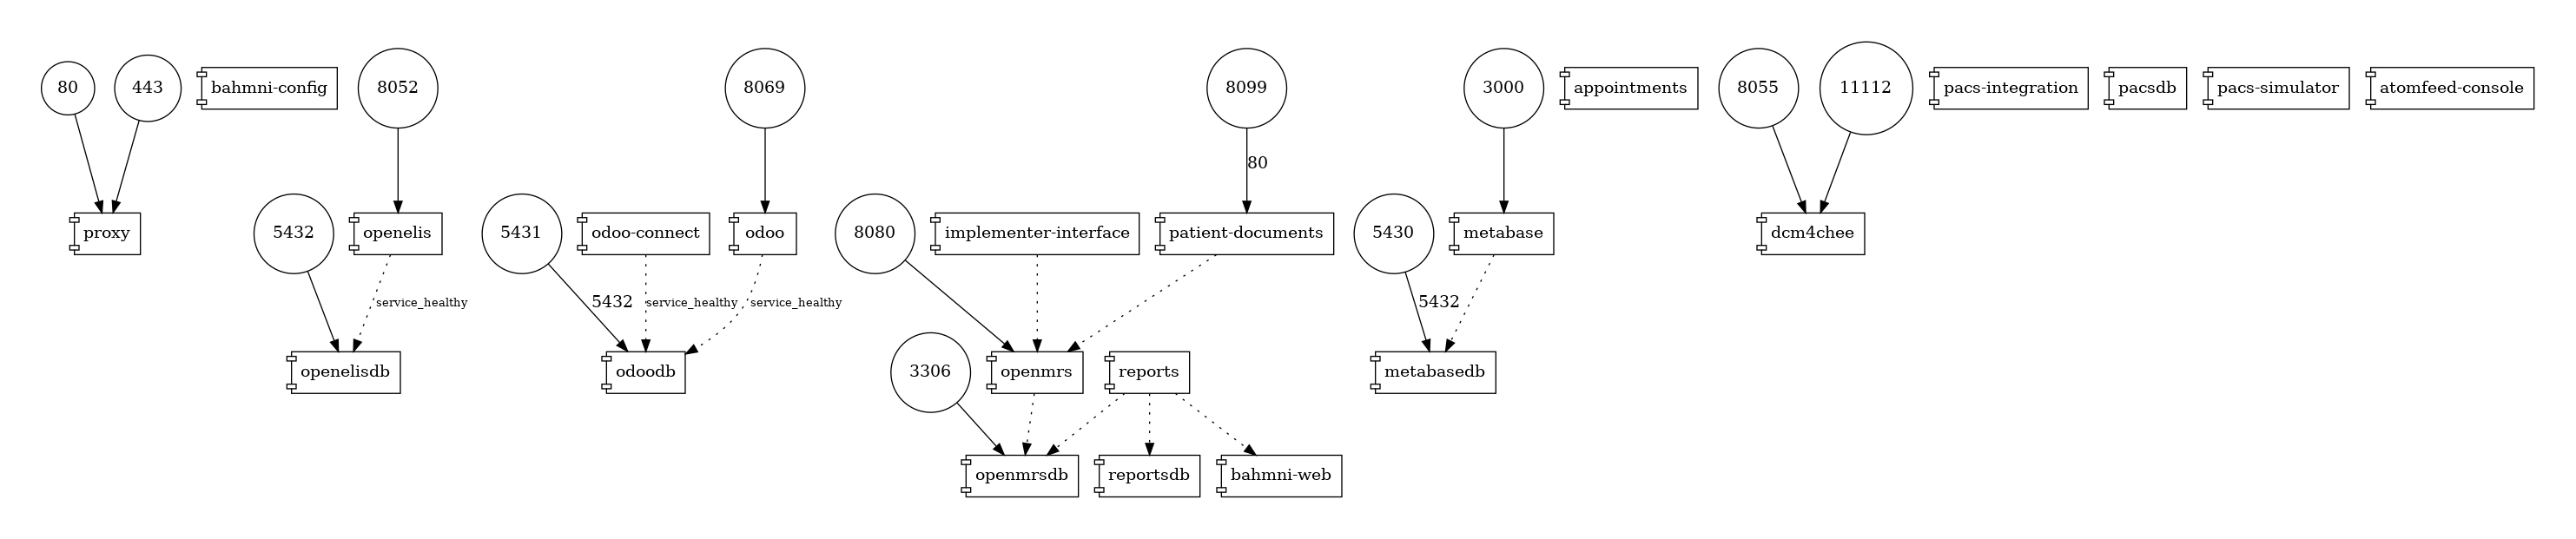 80
443
bahmni-config
8052
8069
8099
3000
appointments
8055
11112
pacs-integration
pacsdb
pacs-simulator
atomfeed-console
80
proxy
5432
openelis
5431
odoo-connect
odoo
8080
implementer-interface
patient-documents
5430
metabase
dcm4chee
service_healthy
5432
service_healthy
service_healthy
5432
openelisdb
odoodb
3306
openmrs
reports
metabasedb
openmrsdb
reportsdb
bahmni-web